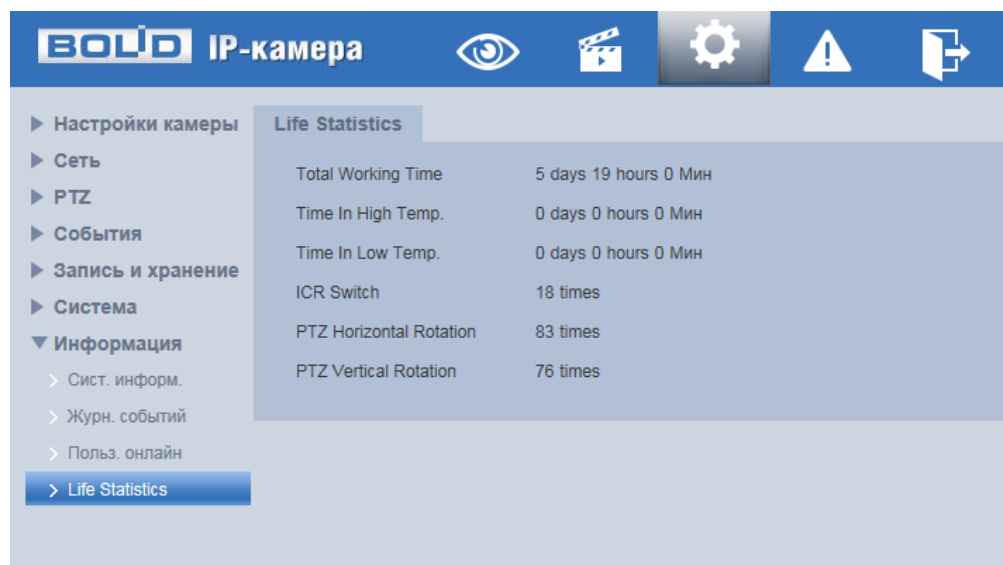 BOLID IP-камера
Настройки камеры
Сеть
PTZ
События
Запись и хранение
Система
Информация
Сист. информ.
Журн. событий
Польз. онлайн
Life Statistics
Life Statistics
Total Working Time 5 days 19 hours 0 Мин
Time In High Temp. 0 days 0 hours 0 Мин
Time In Low Temp. 0 days 0 hours 0 Мин
ICR Switch 18 times
PTZ Horizontal Rotation 83 times
PTZ Vertical Rotation 76 times